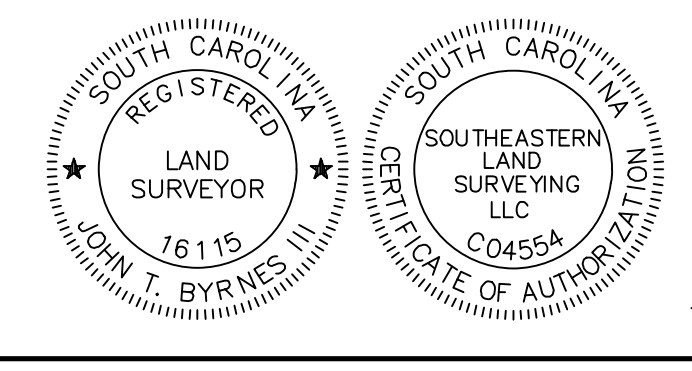 SOUTH CAROLINA
REGISTERED
LAND
SURVEYOR
16115
JOHN T. BYRNES III
SOUTH CAROLINA
SOUTHEASTERN
LAND
SURVEYING
LLC
C04554
CERTIFICATE OF AUTHORIZATION